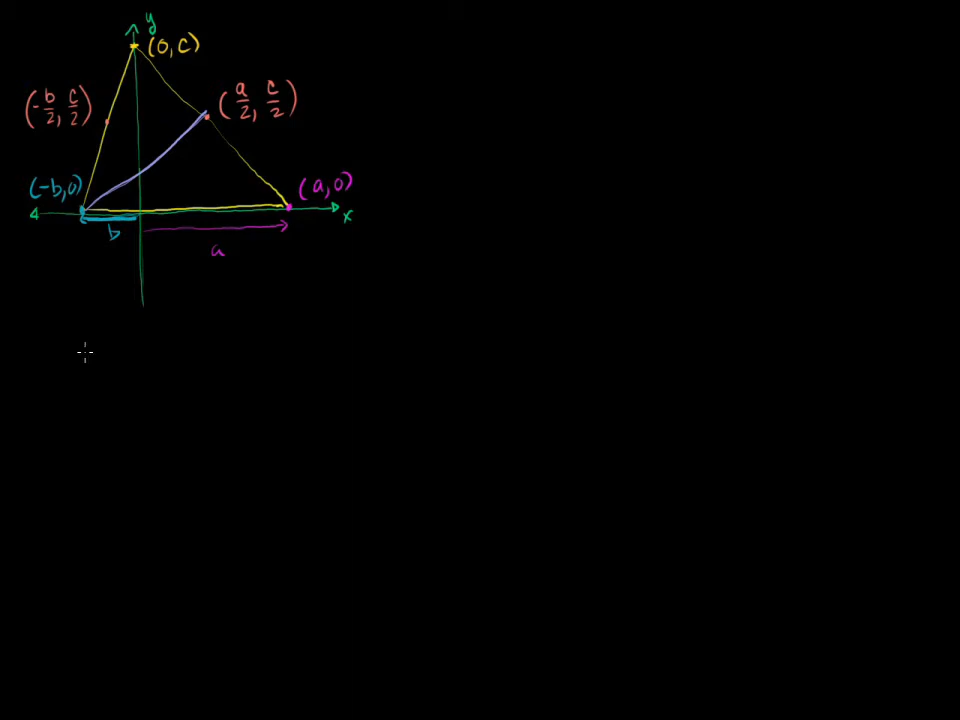 y
(0, c)
(-b/2, c/2)
(a/2, c/2)
(-b, 0)
(a, 0)
x
b
a